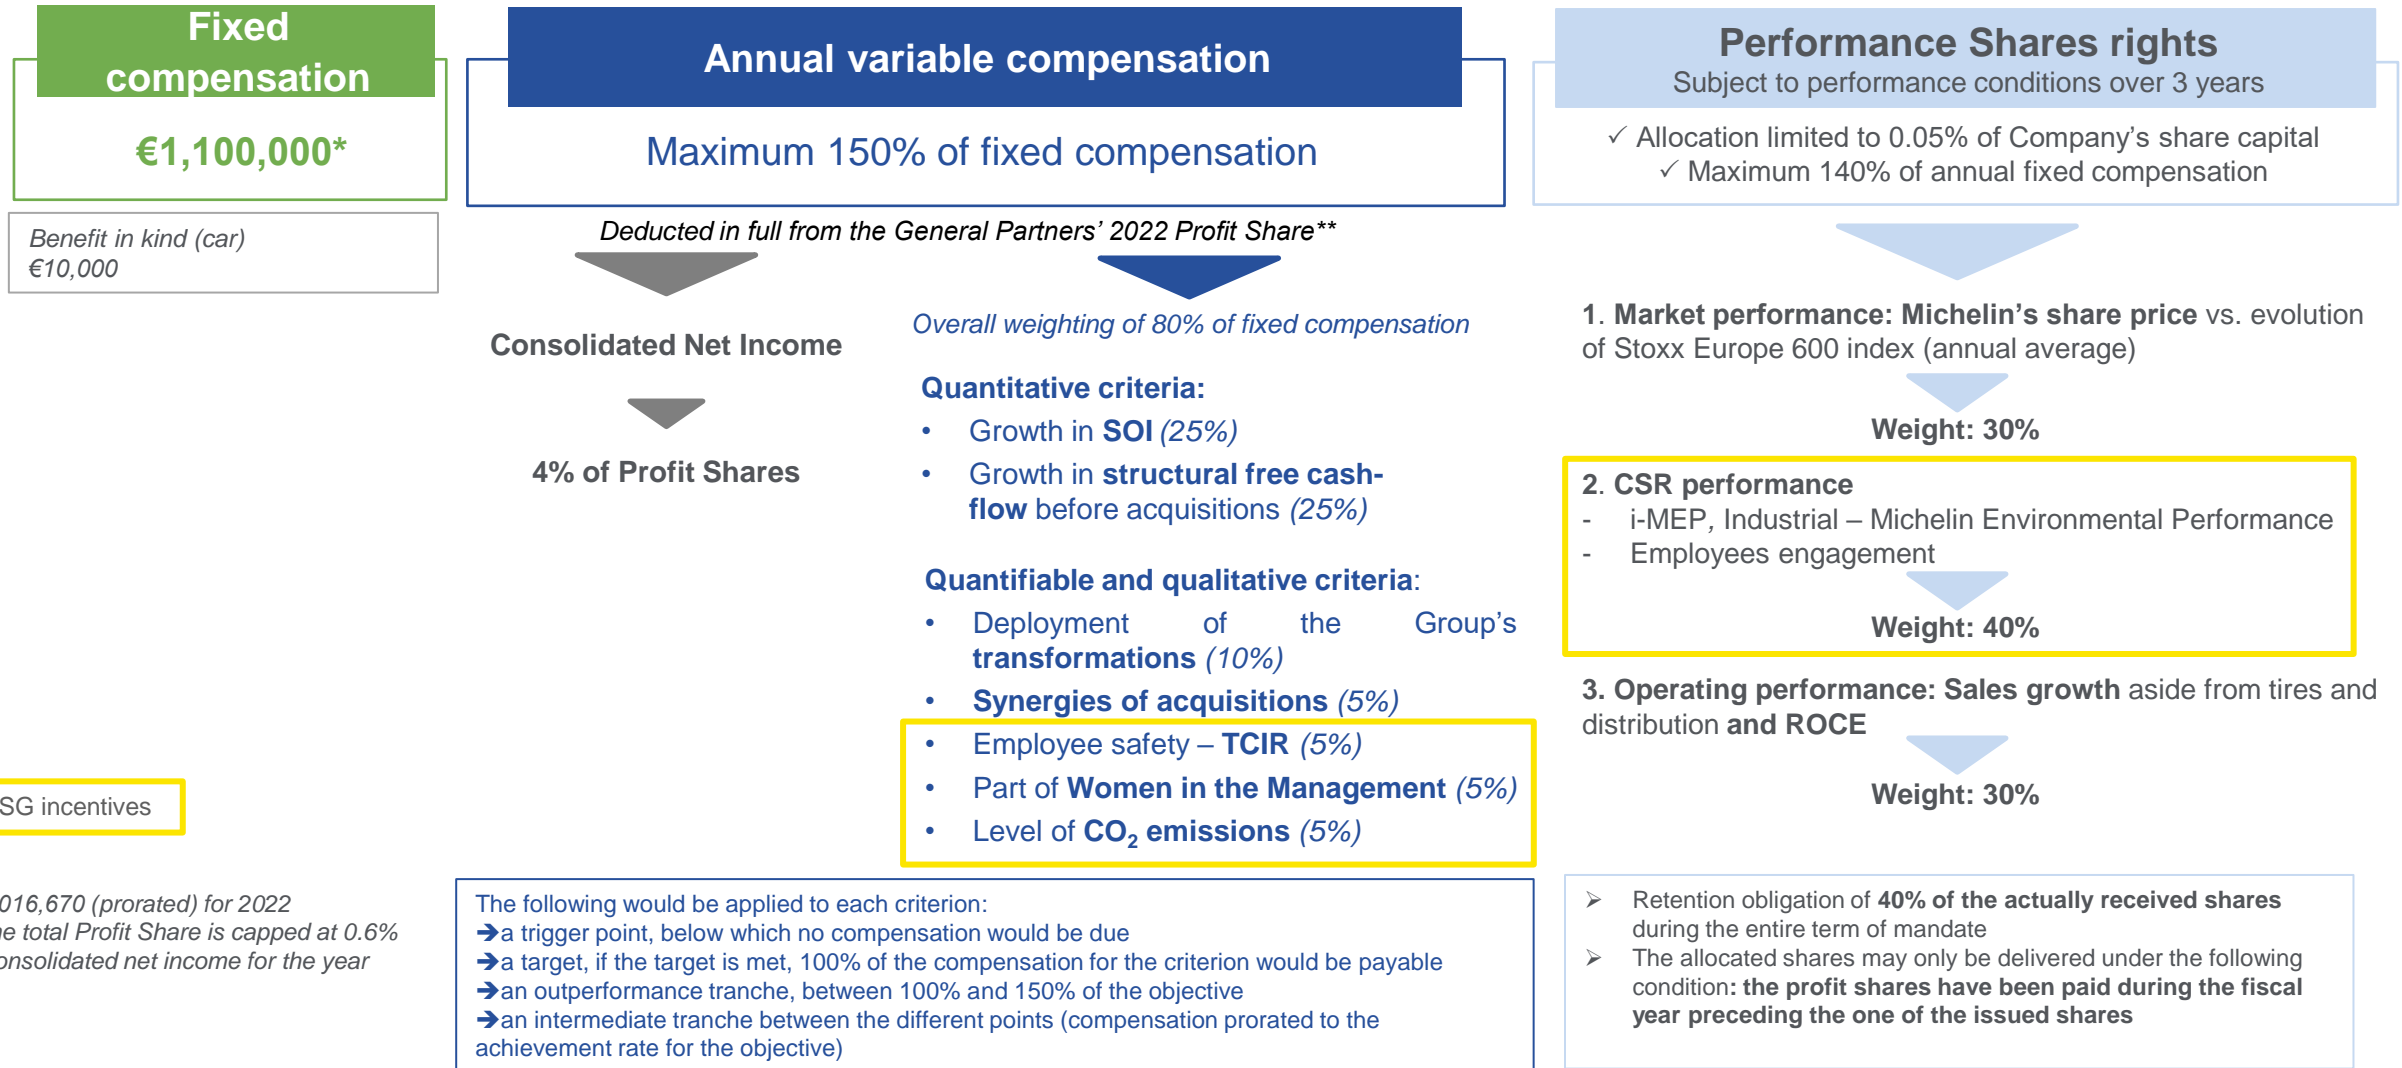 Fixed
compensation
€1,100,000*
Benefit in kind (car)
€10,000
Annual variable compensation
Maximum 150% of fixed compensation
Deducted in full from the General Partners’ 2022 Profit Share**
Consolidated Net Income
4% of Profit Shares
Overall weighting of 80% of fixed compensation
Quantitative criteria:
• Growth in SOI (25%)
• Growth in structural free cash-
flow before acquisitions (25%)
Quantifiable and qualitative criteria:
• Deployment of the Group’s
transformations (10%)
• Synergies of acquisitions (5%)
• Employee safety – TCIR (5%)
• Part of Women in the Management (5%)
• Level of CO2 emissions (5%)
Performance Shares rights
Subject to performance conditions over 3 years
✓ Allocation limited to 0.05% of Company’s share capital
✓ Maximum 140% of annual fixed compensation
1. Market performance: Michelin’s share price vs. evolution
of Stoxx Europe 600 index (annual average)
Weight: 30%
2. CSR performance
- i-MEP, Industrial – Michelin Environmental Performance
- Employees engagement
Weight: 40%
3. Operating performance: Sales growth aside from tires and
distribution and ROCE
Weight: 30%
SG incentives
016,670 (prorated) for 2022
total Profit Share is capped at 0.6%
onsolidated net income for the year
The following would be applied to each criterion:
➔a trigger point, below which no compensation would be due
➔a target, if the target is met, 100% of the compensation for the criterion would be payable
➔an outperformance tranche, between 100% and 150% of the objective
➔an intermediate tranche between the different points (compensation prorated to the
achievement rate for the objective)
➢ Retention obligation of 40% of the actually received shares
during the entire term of mandate
➢ The allocated shares may only be delivered under the following
condition: the profit shares have been paid during the fiscal
year preceding the one of the issued shares